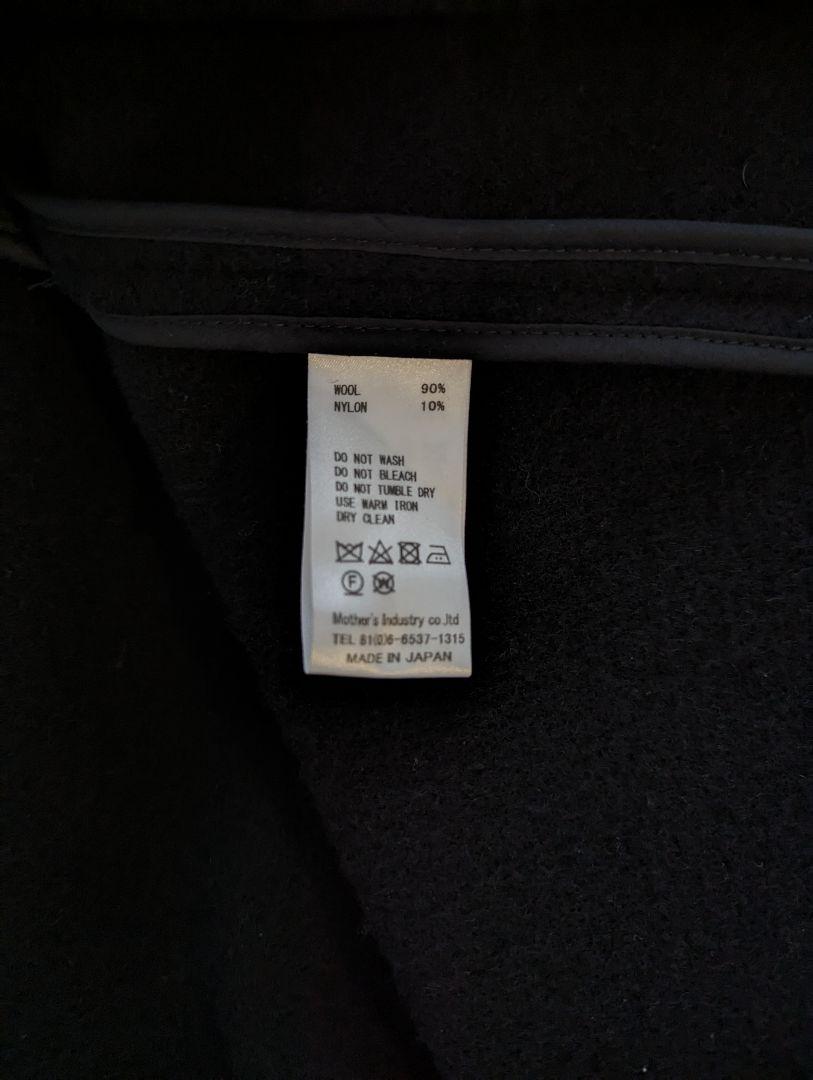 WOOL 90%
NYLON 10%
DO NOT WASH
DO NOT BLEACH
DO NOT TUMBLE DRY
USE WARM IRON
DRY CLEAN
F W
Mother's Industry co.,ltd
TEL 81(0)6-6537-1315
MADE IN JAPAN